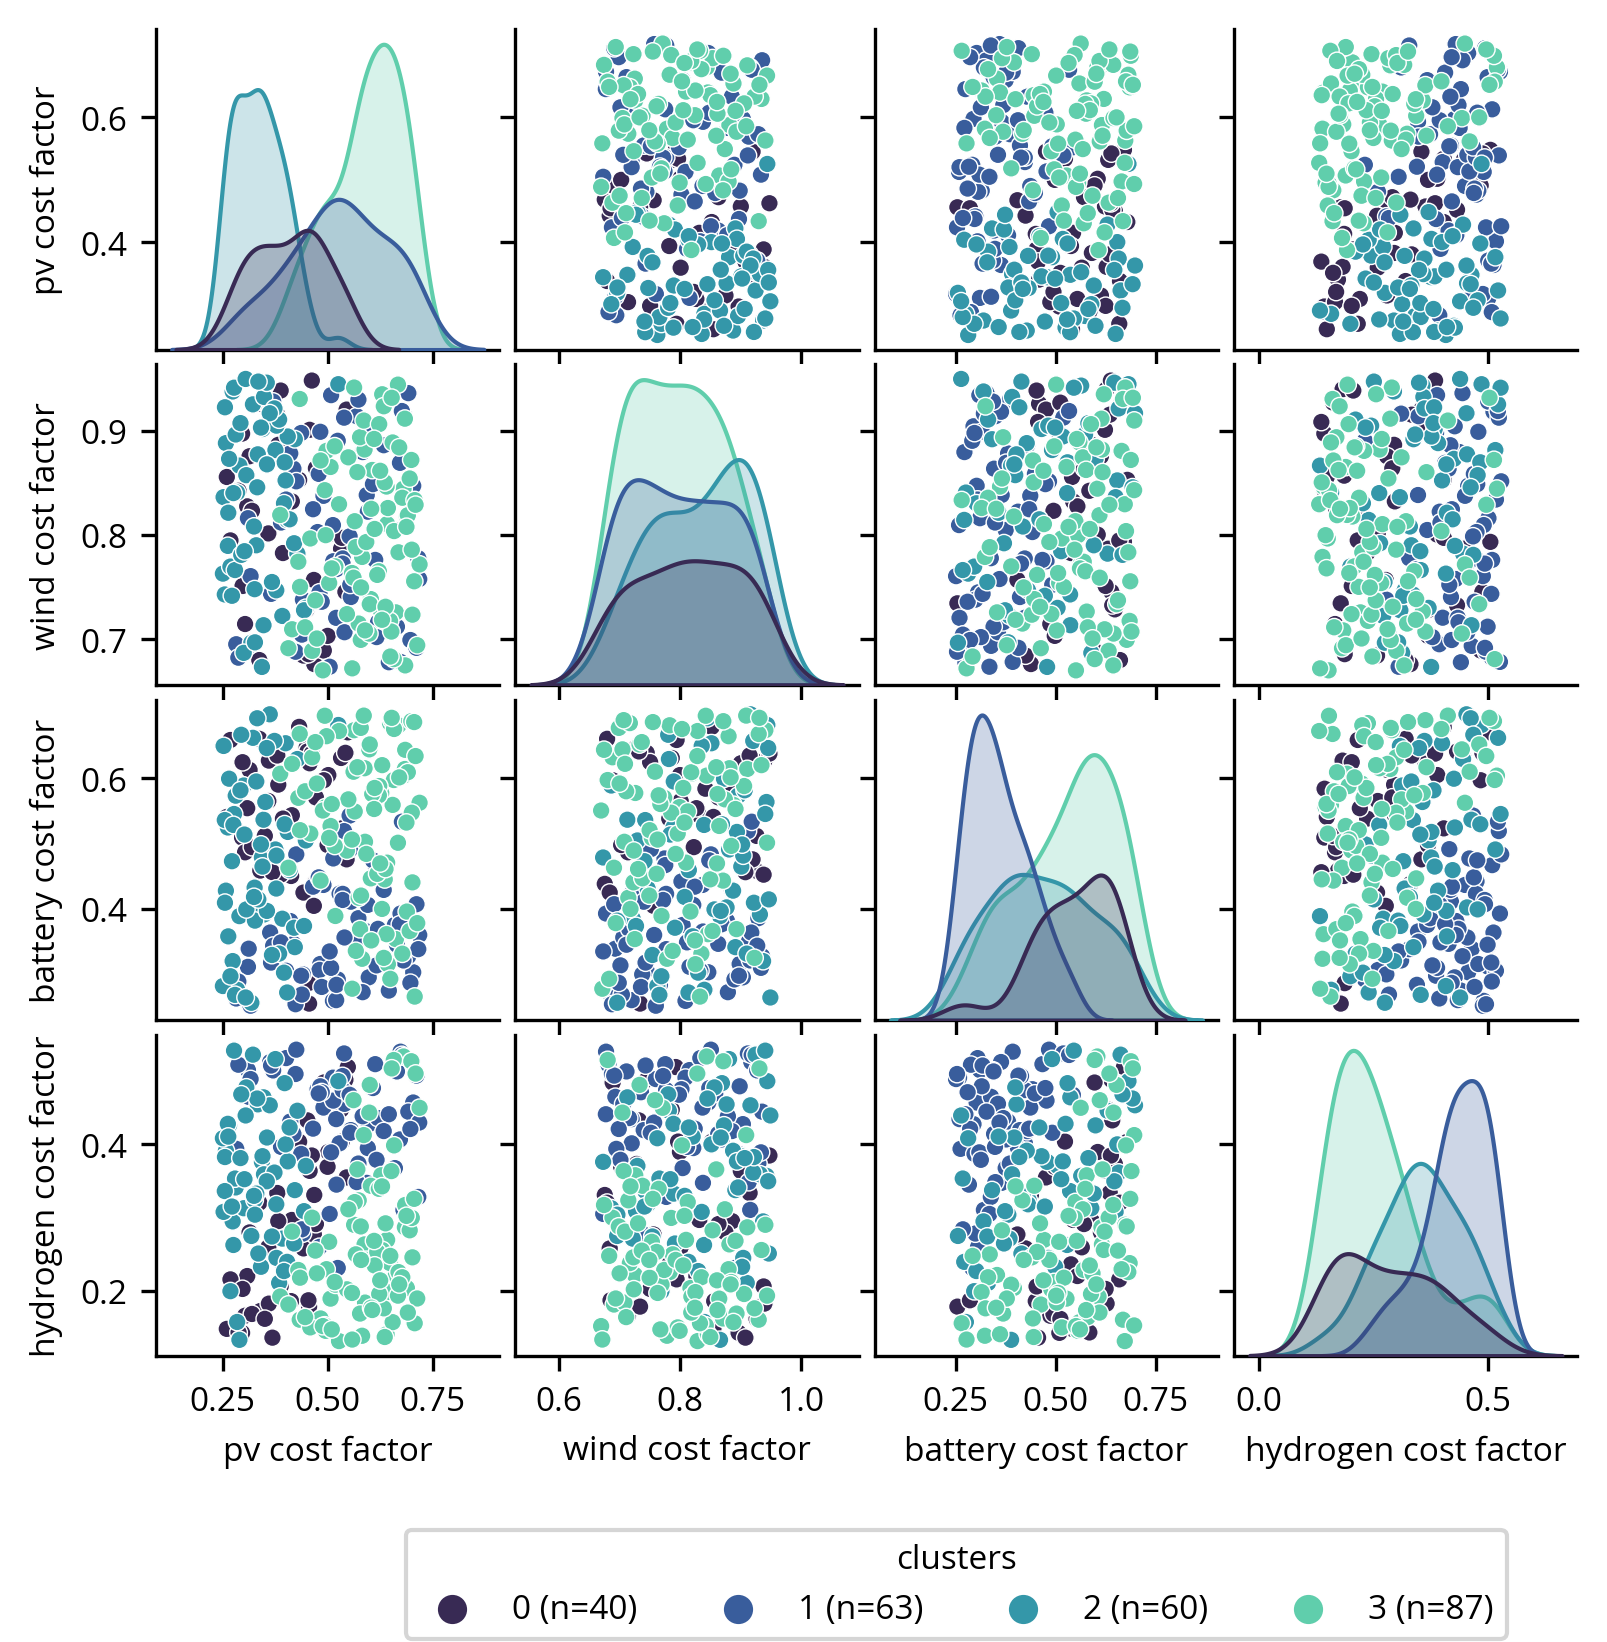 pv cost factor
0.6
0.4
wind cost factor
0.9
0.8
0.7
battery cost factor
0.6
0.4
hydrogen cost factor
0.4
0.2
0.25 0.50 0.75 0.6 0.8 1.0 0.25 0.50 0.75 0.0 0.5
pv cost factor wind cost factor battery cost factor hydrogen cost factor
clusters
0 (n=40) 1 (n=63) 2 (n=60) 3 (n=87)